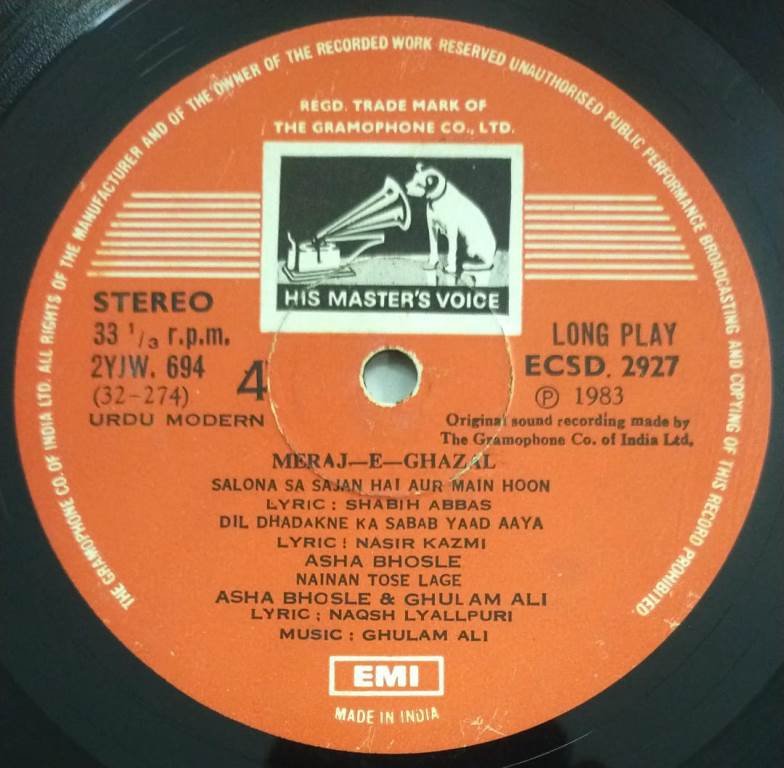 THE GRAMOPHONE CO. OF INDIA LTD. ALL RIGHTS OF THE MANUFACTURER AND OF THE OWNER OF THE RECORDED WORK RESERVED UNAUTHORISED PUBLIC PERFORMANCE BROADCASTING AND COPYING OF THIS RECORD PROHIBITED.
REGD. TRADE MARK OF
THE GRAMOPHONE CO., LTD.
HIS MASTER'S VOICE
STEREO
33 1/3 r.p.m.
2YJW. 694
(32-274)
URDU MODERN
4
LONG PLAY
ECSD. 2927
Ⓟ 1983
Original sound recording made by
The Gramophone Co. of India Ltd.
MERAJ—E—GHAZAL
SALONA SA SAJAN HAI AUR MAIN HOON
LYRIC : SHABIH ABBAS
DIL DHADAKNE KA SABAB YAAD AAYA
LYRIC : NASIR KAZMI
ASHA BHOSLE
NAINAN TOSE LAGE
ASHA BHOSLE & GHULAM ALI
LYRIC ; NAQSH LYALLPURI
MUSIC : GHULAM ALI
EMI
MADE IN INDIA